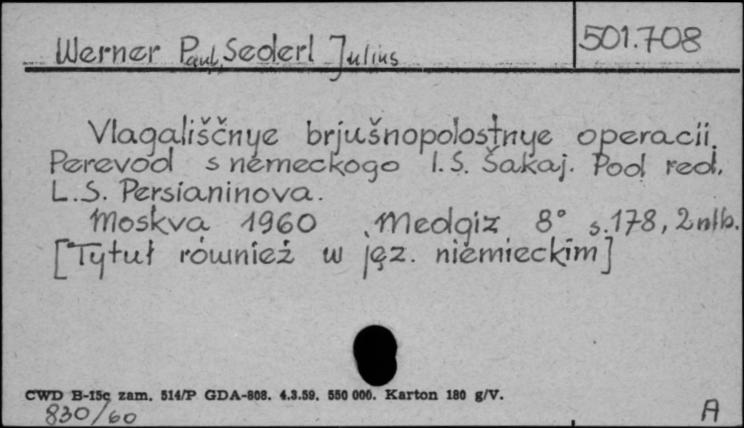 Werner Paul, Sederl Julius
501.708
Vlagališčnye brjušnopolostnye operacii.
Perevod s nemeckogo I.S. Šakaj. Pod red.
L.S. Persianinova.
Moskva 1960 Medgiz 8° s.178, 2 nlb.
[Tytuł również w jęz. niemieckim]
CWD B-15c zam. 514/P GDA-808. 4.3.59. 550 000. Karton 180 g/V.
830/60
A